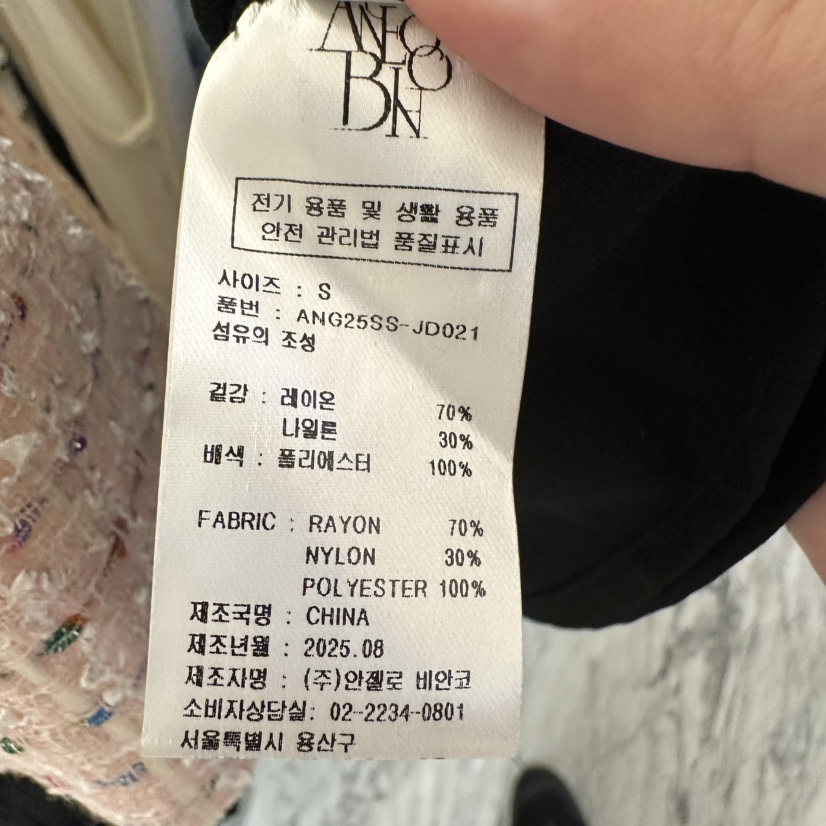 전기 용품 및 생활 용품
안전 관리법 품질표시
사이즈 : S
품번 : ANG25SS-JD021
섬유의 조성
겉감 : 레이온 70%
나일론 30%
배색 : 폴리에스터 100%
FABRIC : RAYON 70%
NYLON 30%
POLYESTER 100%
제조국명 : CHINA
제조년월 : 2025.08
제조자명 : (주)안젤로 비안코
소비자상담실: 02-2234-0801
서울특별시 용산구